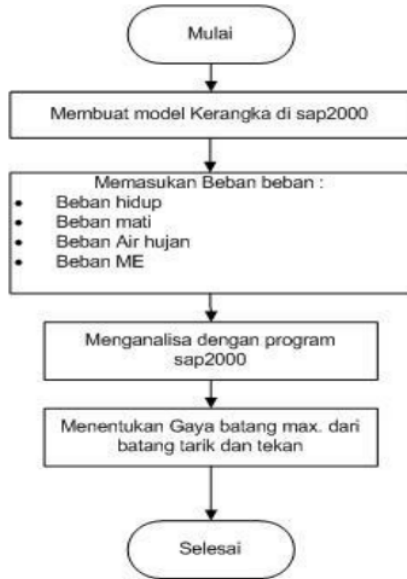 Mulai
Membuat model Kerangka di sap2000
Memasukan Beban beban :
• Beban hidup
• Beban mati
• Beban Air hujan
• Beban ME
Menganalisa dengan program
sap2000
Menentukan Gaya batang max. dari
batang tarik dan tekan
Selesai